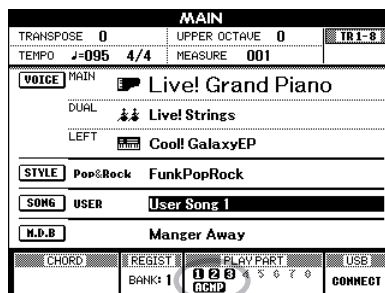 MAIN
TRANSPOSE 0 UPPER OCTAVE 0 TR 1-8
TEMPO ♩=095 4/4 MEASURE 001
VOICE MAIN Live! Grand Piano
DUAL Live! Strings
LEFT Cool! GalaxyEP
STYLE Pop&Rock FunkPopRock
SONG USER User Song 1
M.D.B Manger Away
CHORD REGIST PLAY PART USB
BANK: 1 1 2 3 4 5 6 7 8 CONNECT
ACMP